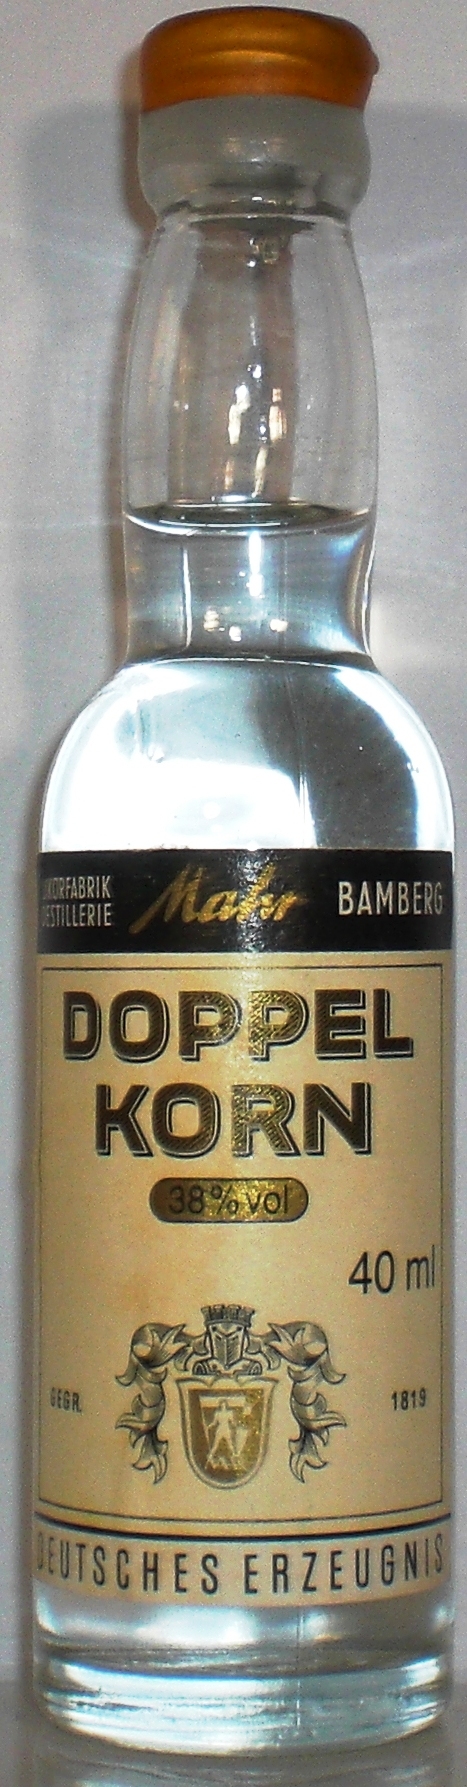 IKÖRFABRIK
DESTILLERIE
Mahr
BAMBERG
DOPPEL
KORN
38% vol
40 ml
GEGR. 1819
DEUTSCHES ERZEUGNIS